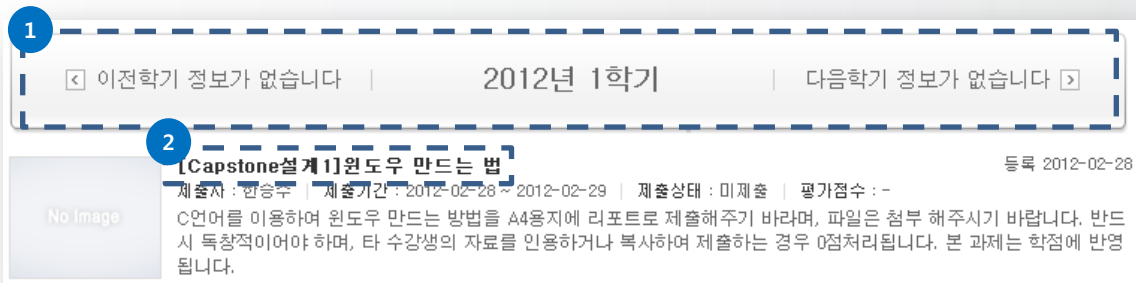 1
< 이전학기 정보가 없습니다 | 2012년 1학기 | 다음학기 정보가 없습니다 >
2
[Capstone설계1]윈도우 만드는 법
등록 2012-02-28
제출자 : 한승수 | 제출기간 : 2012-02-28 ~ 2012-02-29 | 제출상태 : 미제출 | 평가점수 : -
No Image
C언어를 이용하여 윈도우 만드는 방법을 A4용지에 리포트로 제출해주기 바라며, 파일은 첨부 해주시기 바랍니다. 반드
시 독창적이어야 하며, 타 수강생의 자료를 인용하거나 복사하여 제출하는 경우 0점처리됩니다. 본 과제는 학점에 반영
됩니다.